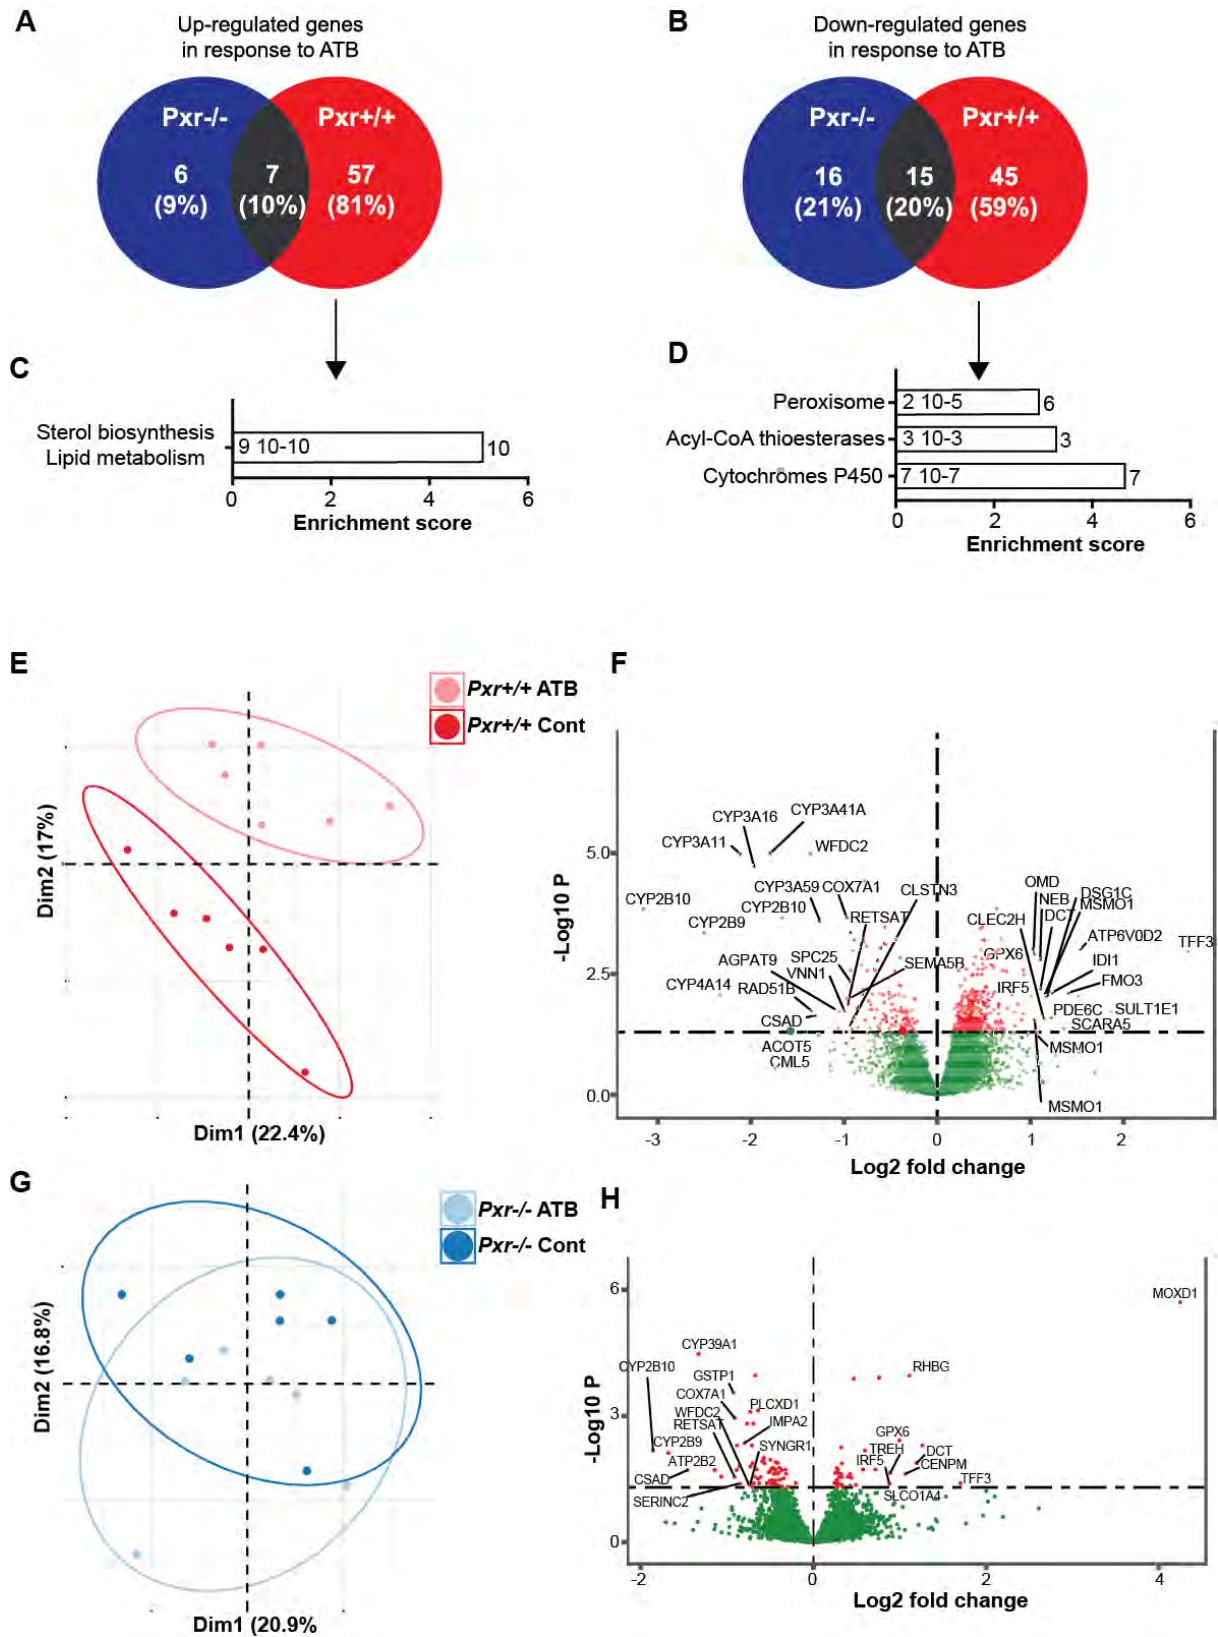 A
Up-regulated genes
in response to ATB
Pxr-/-
Pxr+/+
6
(9%)
7
(10%)
57
(81%)
B
Down-regulated genes
in response to ATB
Pxr-/-
Pxr+/+
16
(21%)
15
(20%)
45
(59%)
C
Sterol biosynthesis
Lipid metabolism
9 10-10
10
0 2 4 6
Enrichment score
D
Peroxisome
2 10-5
6
Acyl-CoA thioesterases
3 10-3
3
Cytochromes P450
7 10-7
7
0 2 4 6
Enrichment score
E
Pxr+/+ ATB
Pxr+/+ Cont
Dim2 (17%)
Dim1 (22.4%)
F
CYP3A16
CYP3A41A
CYP3A11
WFDC2
5.0
CYP3A59
COX7A1
CLSTN3
CYP2B10
CYP2B10
CYP2B9
RETSAT
OMD
NEB
DSG1C
MSMO1
DCT
CLEC2H
ATP6V0D2
TFF3
GPX6
AGPAT9
SPC25
SEMA5B
IDI1
2.5
VNN1
FMO3
CYP4A14
RAD51B
IRF5
PDE6C
SULT1E1
CSAD
SCARA5
ACOT5
MSMO1
CML5
0.0
MSMO1
-Log10 P
-3 -2 -1 0 1 2
Log2 fold change
G
Pxr-/- ATB
Pxr-/- Cont
Dim2 (16.8%)
Dim1 (20.9%
H
6
MOXD1
CYP39A1
CYP2B10
GSTP1
RHBG
COX7A1
PLCXD1
3
WFDC2
IMPA2
RETSAT
GPX6
CYP2B9
SYNGR1
TREH
DCT
ATP2B2
IRF5
CENPM
CSAD
TFF3
SERINC2
SLCO1A4
0
-Log10 P
-2 0 2 4
Log2 fold change